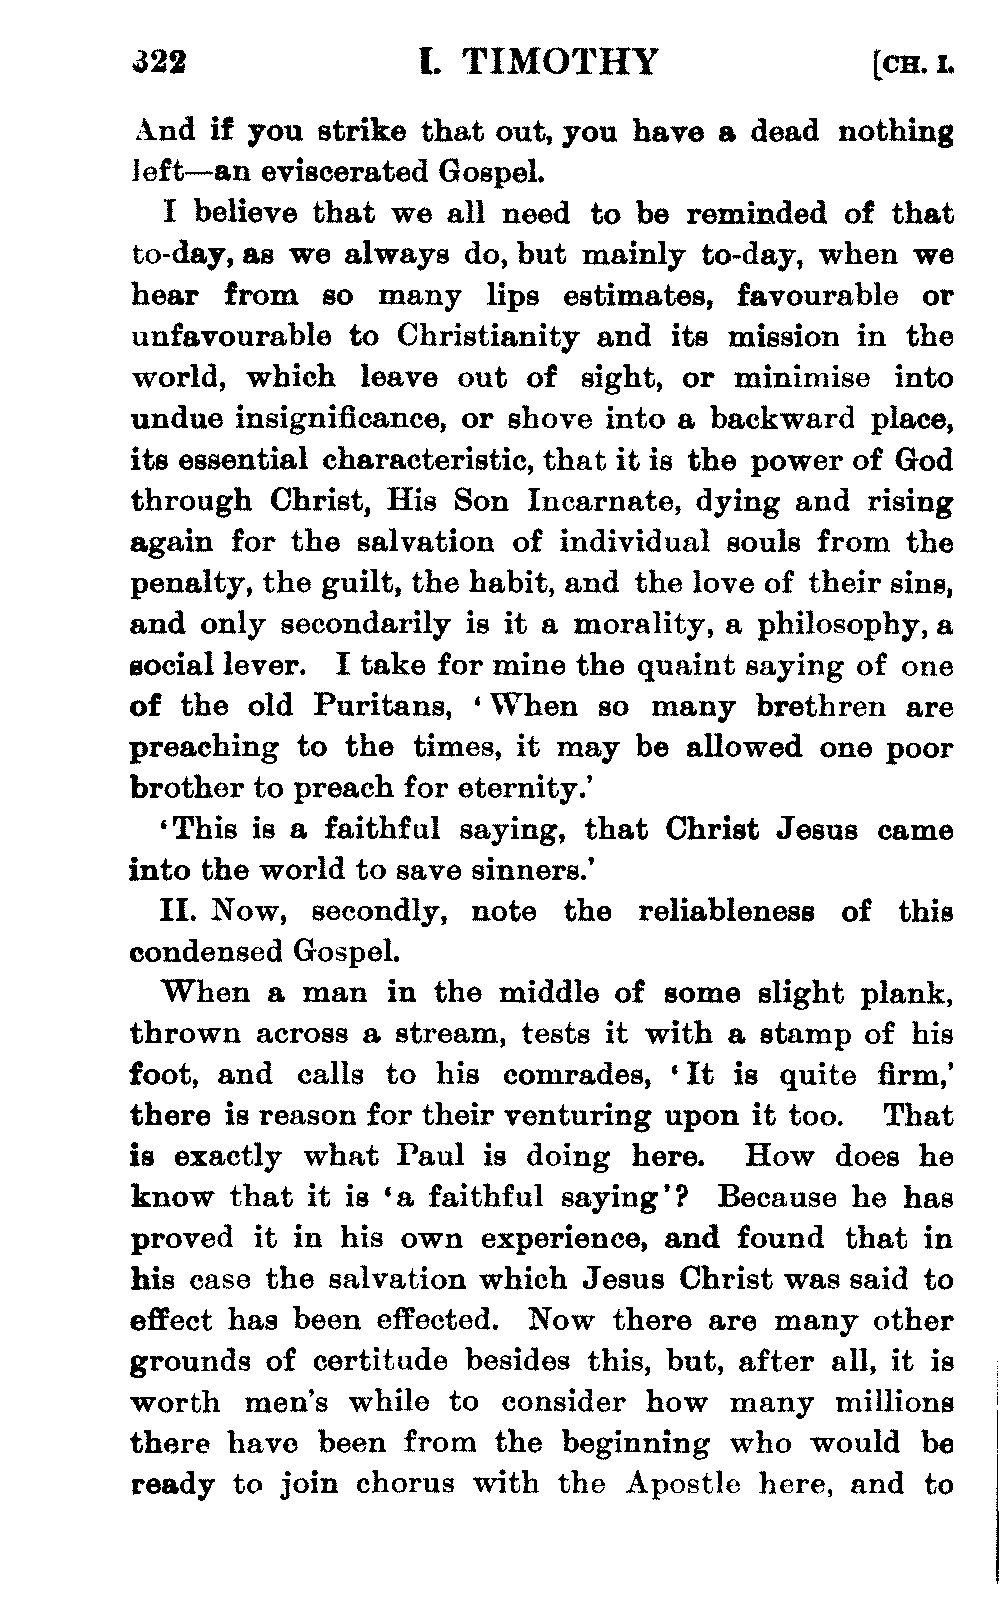 322 I. TIMOTHY [CH. I.
And if you strike that out, you have a dead nothing
left—an eviscerated Gospel.
I believe that we all need to be reminded of that
to-day, as we always do, but mainly to-day, when we
hear from so many lips estimates, favourable or
unfavourable to Christianity and its mission in the
world, which leave out of sight, or minimise into
undue insignificance, or shove into a backward place,
its essential characteristic, that it is the power of God
through Christ, His Son Incarnate, dying and rising
again for the salvation of individual souls from the
penalty, the guilt, the habit, and the love of their sins,
and only secondarily is it a morality, a philosophy, a
social lever. I take for mine the quaint saying of one
of the old Puritans, ‘When so many brethren are
preaching to the times, it may be allowed one poor
brother to preach for eternity.’
‘This is a faithful saying, that Christ Jesus came
into the world to save sinners.’
II. Now, secondly, note the reliableness of this
condensed Gospel.
When a man in the middle of some slight plank,
thrown across a stream, tests it with a stamp of his
foot, and calls to his comrades, ‘It is quite firm,’
there is reason for their venturing upon it too. That
is exactly what Paul is doing here. How does he
know that it is ‘a faithful saying’? Because he has
proved it in his own experience, and found that in
his case the salvation which Jesus Christ was said to
effect has been effected. Now there are many other
grounds of certitude besides this, but, after all, it is
worth men’s while to consider how many millions
there have been from the beginning who would be
ready to join chorus with the Apostle here, and to